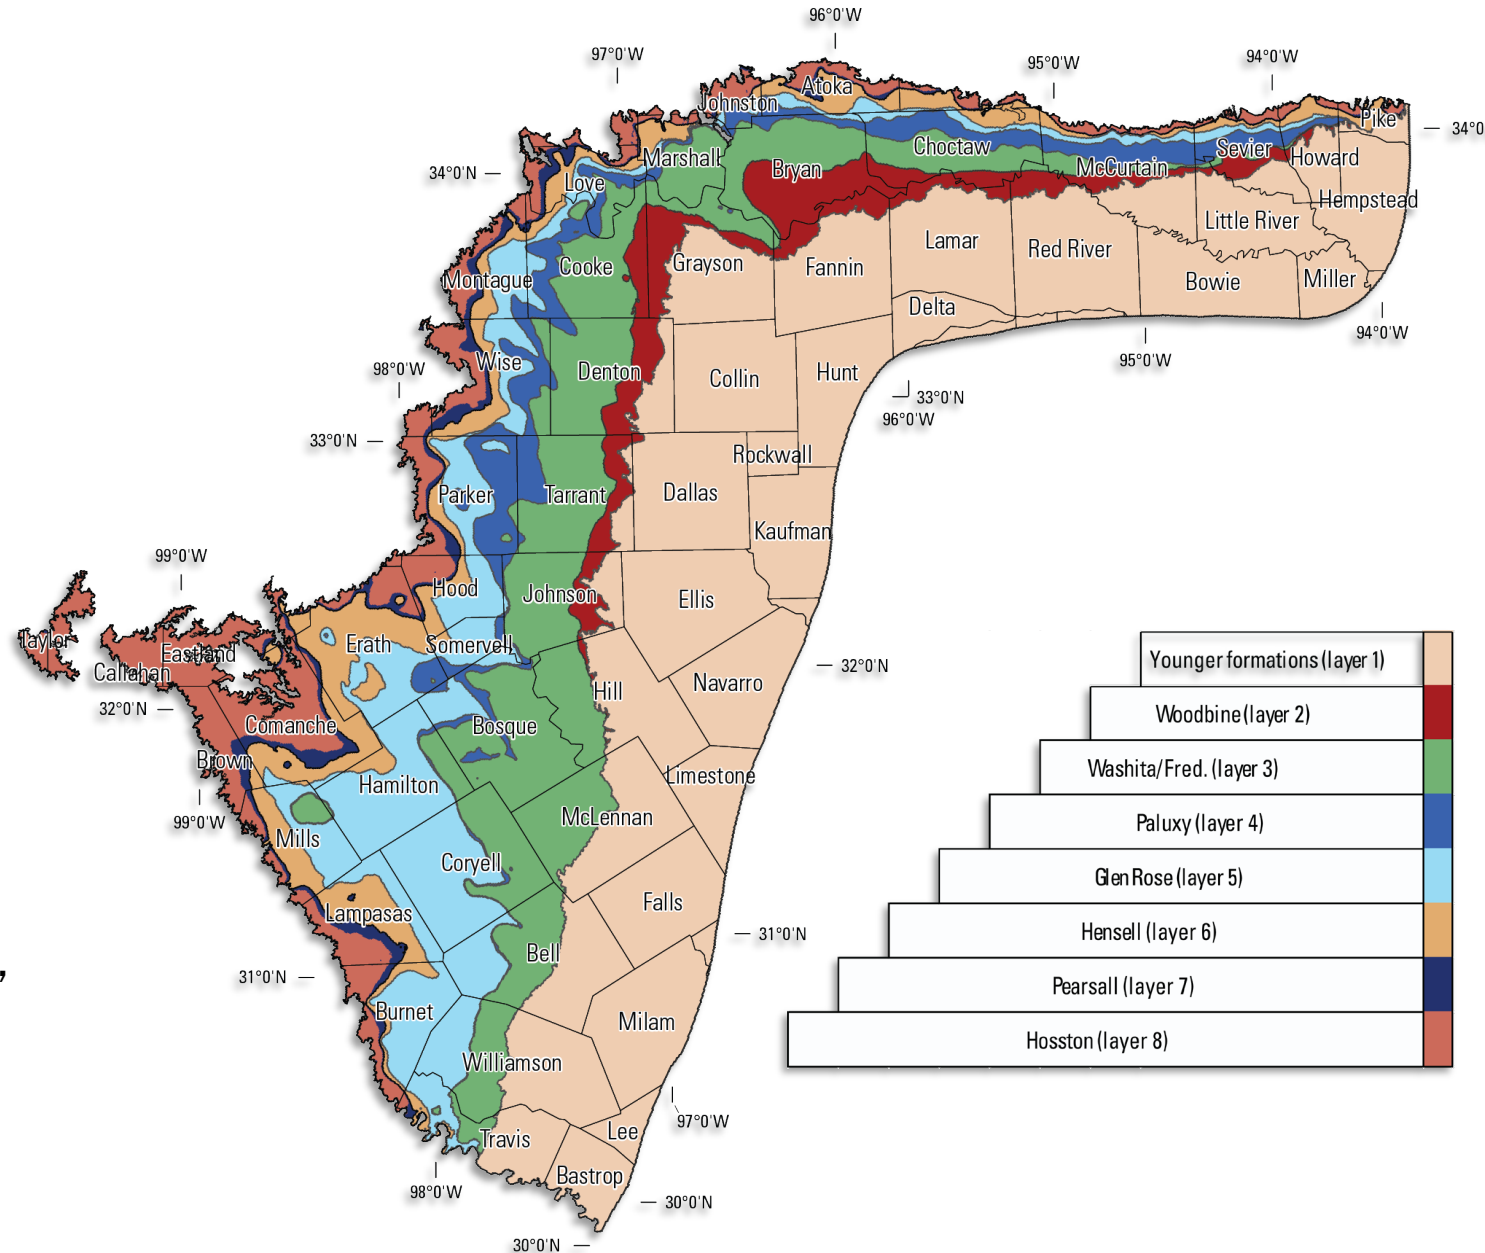 96°0'W
97°0'W
95°0'W
94°0'W
Atoka
Johnston
Pike
34°0
Choctaw
Sevier
Marshall
Howard
Bryan
McCurtain
34°0'N
Love
Hempstead
Little River
Lamar
Red River
Grayson
Cooke
Fannin
Montague
Bowie
Miller
Delta
94°0'W
95°0'W
Wise
98°0'W
Denton
Collin
Hunt
33°0'N
96°0'W
33°0'N
Rockwall
Parker
Tarrant
Dallas
Kaufman
99°0'W
Hood
Johnson
Ellis
Taylor
Erath
Somervell
Eastland
Callahan
32°0'N
Younger formations (layer 1)
Navarro
Hill
32°0'N
Woodbine (layer 2)
Comanche
Bosque
Brown
Limestone
Washita/Fred. (layer 3)
Hamilton
99°0'W
McLennan
Paluxy (layer 4)
Mills
Coryell
Glen Rose (layer 5)
Falls
Lampasas
31°0'N
Hensell (layer 6)
Bell
,
31°0'N
Pearsall (layer 7)
Burnet
Milam
Hosston (layer 8)
Williamson
97°0'W
Lee
Travis
Bastrop
98°0'W
30°0'N
30°0'N